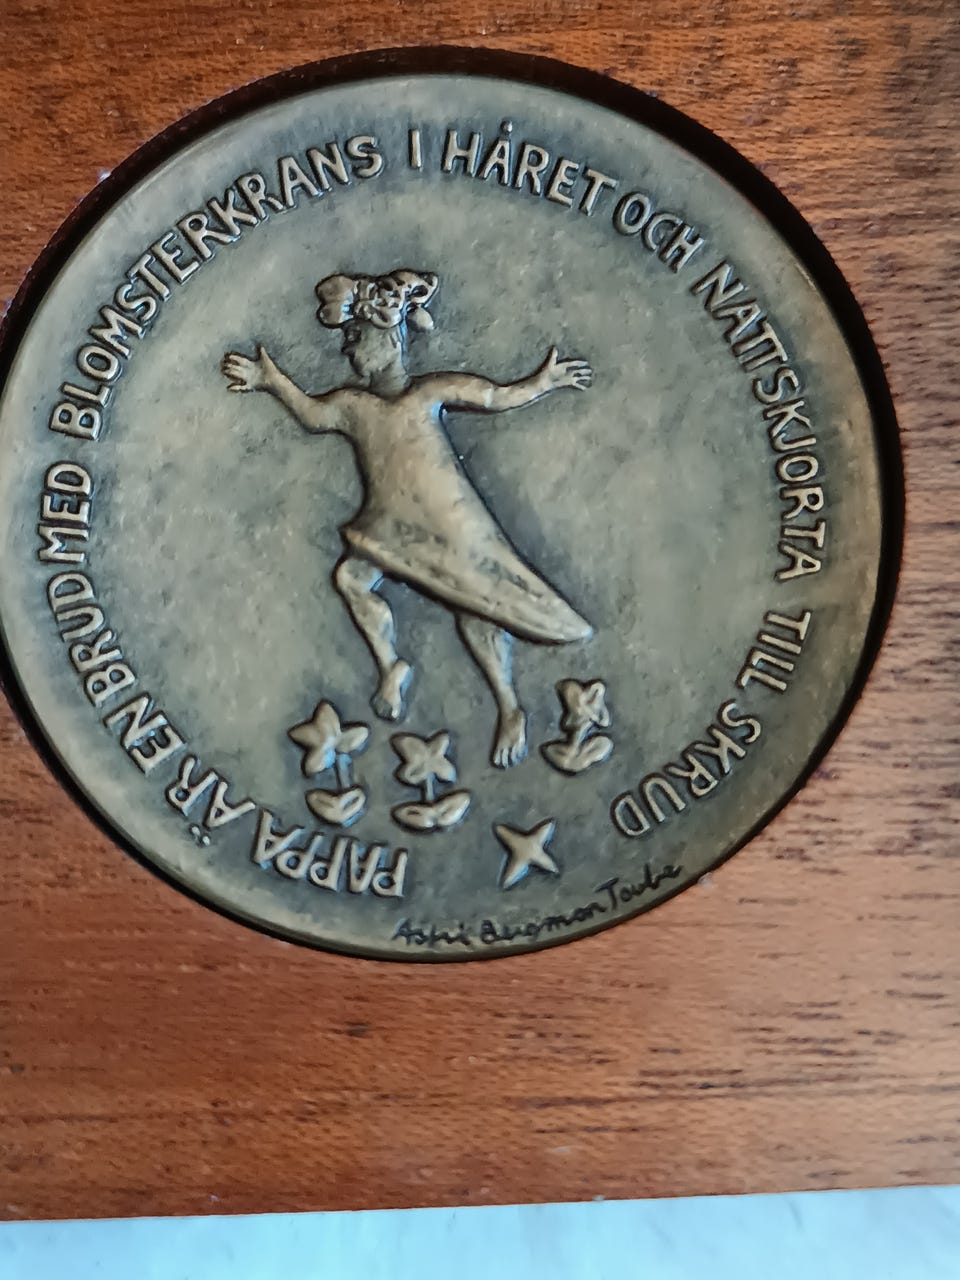 PAPPA ÄR EN BRUD MED BLOMSTERKRANS I HÅRET OCH NATTSKJORTA TILL SKRUD
Astri Bergman Taube